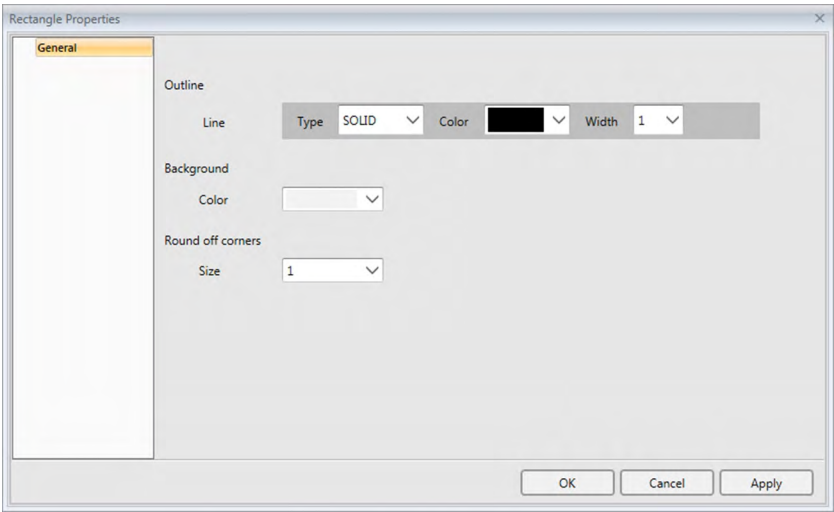 Rectangle Properties
General
Outline
Line Type SOLID Color Width 1
Background
Color
Round off corners
Size 1
OK Cancel Apply